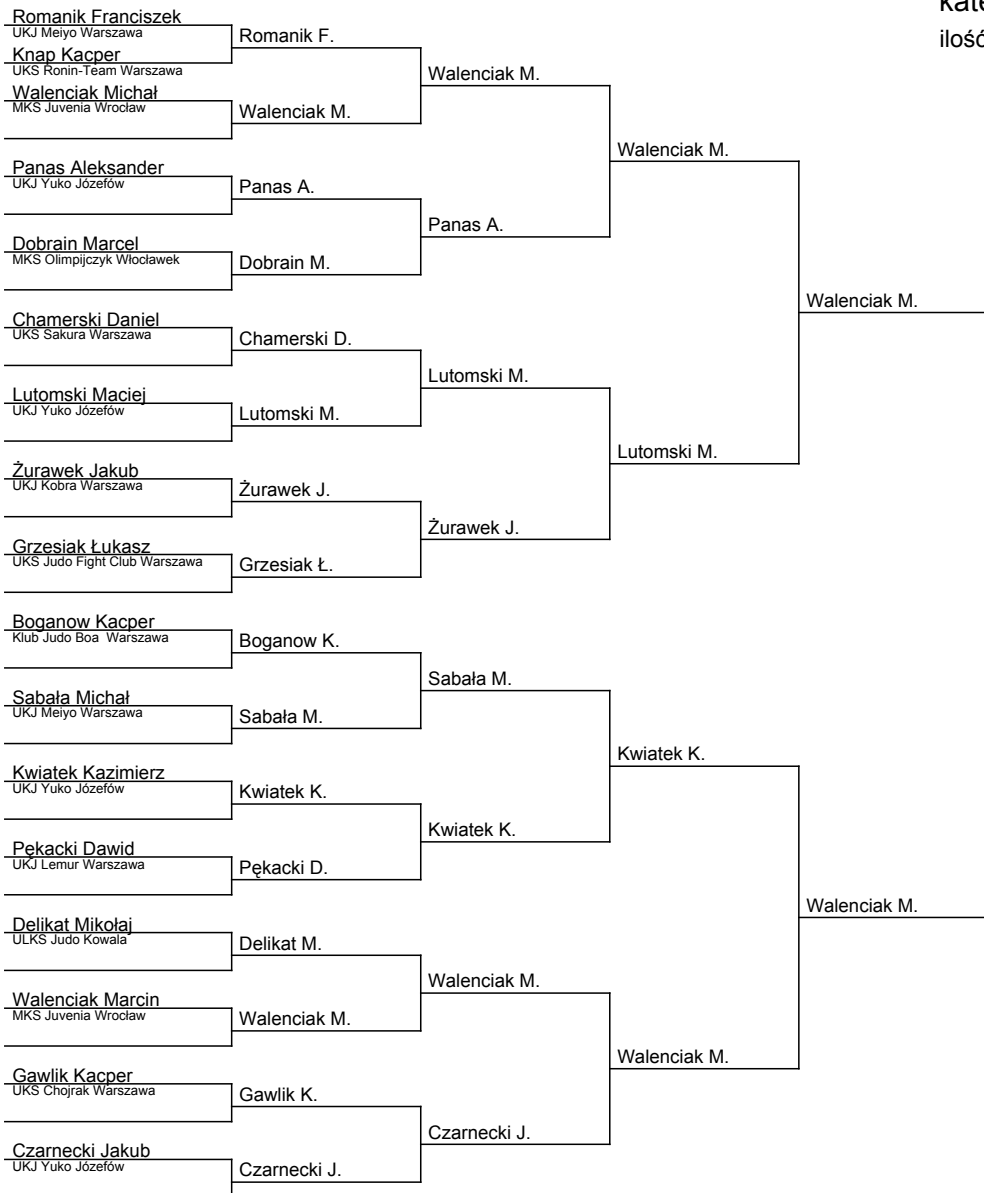 kate
ilość
Romanik Franciszek
UKJ Meiyo Warszawa
Romanik F.
Knap Kacper
UKS Ronin-Team Warszawa
Walenciak M.
Walenciak Michał
MKS Juvenia Wrocław
Walenciak M.
Walenciak M.
Panas Aleksander
UKJ Yuko Józefów
Panas A.
Panas A.
Dobrain Marcel
MKS Olimpijczyk Włocławek
Dobrain M.
Walenciak M.
Chamerski Daniel
UKS Sakura Warszawa
Chamerski D.
Lutomski M.
Lutomski Maciej
UKJ Yuko Józefów
Lutomski M.
Lutomski M.
Żurawek Jakub
UKJ Kobra Warszawa
Żurawek J.
Żurawek J.
Grzesiak Łukasz
UKS Judo Fight Club Warszawa
Grzesiak Ł.
Boganow Kacper
Klub Judo Boa Warszawa
Boganow K.
Sabała M.
Sabała Michał
UKJ Meiyo Warszawa
Sabała M.
Kwiatek K.
Kwiatek Kazimierz
UKJ Yuko Józefów
Kwiatek K.
Kwiatek K.
Pękacki Dawid
UKJ Lemur Warszawa
Pękacki D.
Walenciak M.
Delikat Mikołaj
ULKS Judo Kowala
Delikat M.
Walenciak M.
Walenciak Marcin
MKS Juvenia Wrocław
Walenciak M.
Walenciak M.
Gawlik Kacper
UKS Chojrak Warszawa
Gawlik K.
Czarnecki J.
Czarnecki Jakub
UKJ Yuko Józefów
Czarnecki J.